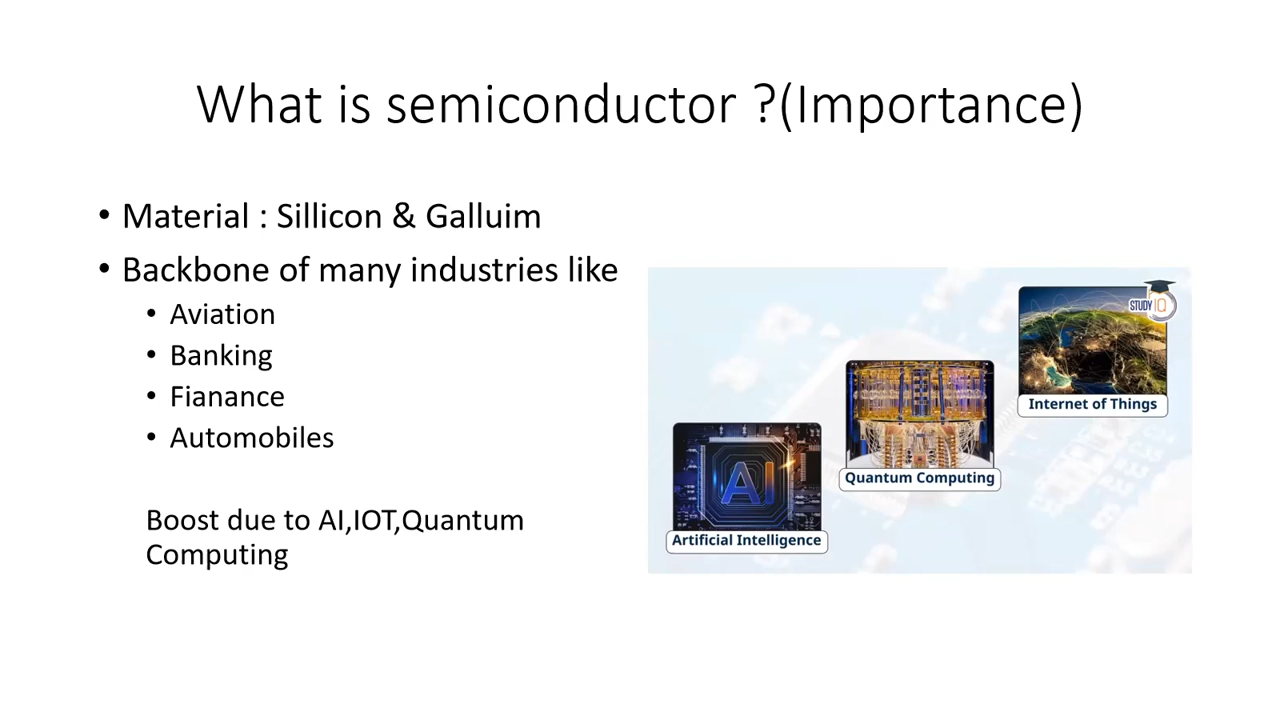 What is semiconductor ?(Importance)
• Material : Sillicon & Galluim
• Backbone of many industries like
• Aviation
• Banking
• Fianance
• Automobiles
Boost due to AI,IOT,Quantum
Computing
STUDY IQ
Internet of Things
Quantum Computing
AI
Artificial Intelligence